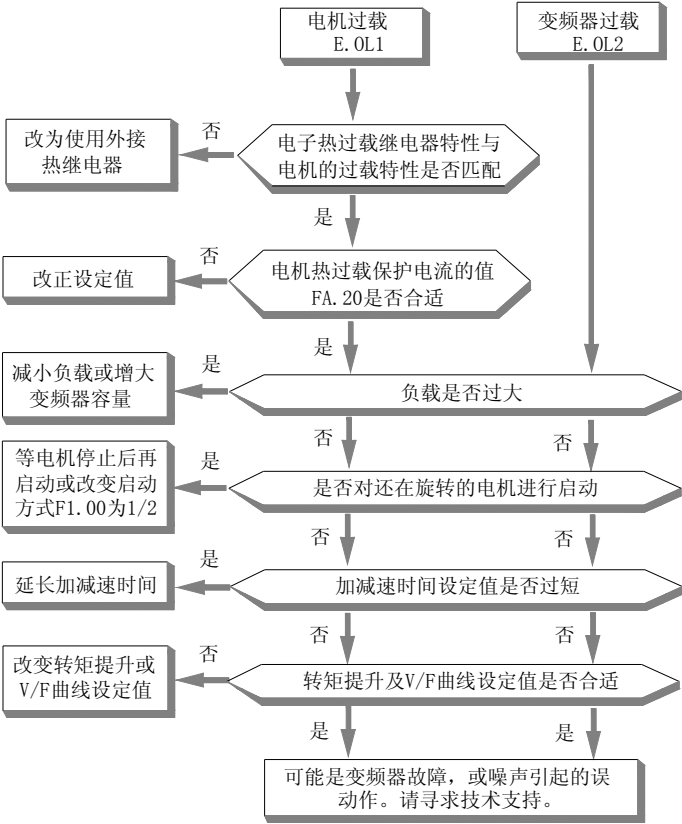 电机过载
E.OL1
变频器过载
E.OL2
改为使用外接
热继电器
否
电子热过载继电器特性与
电机的过载特性是否匹配
是
改正设定值
否
电机热过载保护电流的值
FA.20是否合适
是
减小负载或增大
变频器容量
是
负载是否过大
否
否
等电机停止后再
启动或改变启动
方式F1.00为1/2
是
是否对还在旋转的电机进行启动
否
否
延长加减速时间
是
加减速时间设定值是否过短
否
否
改变转矩提升或
V/F曲线设定值
否
转矩提升及V/F曲线设定值是否合适
是
是
可能是变频器故障，或噪声引起的误
动作。请寻求技术支持。